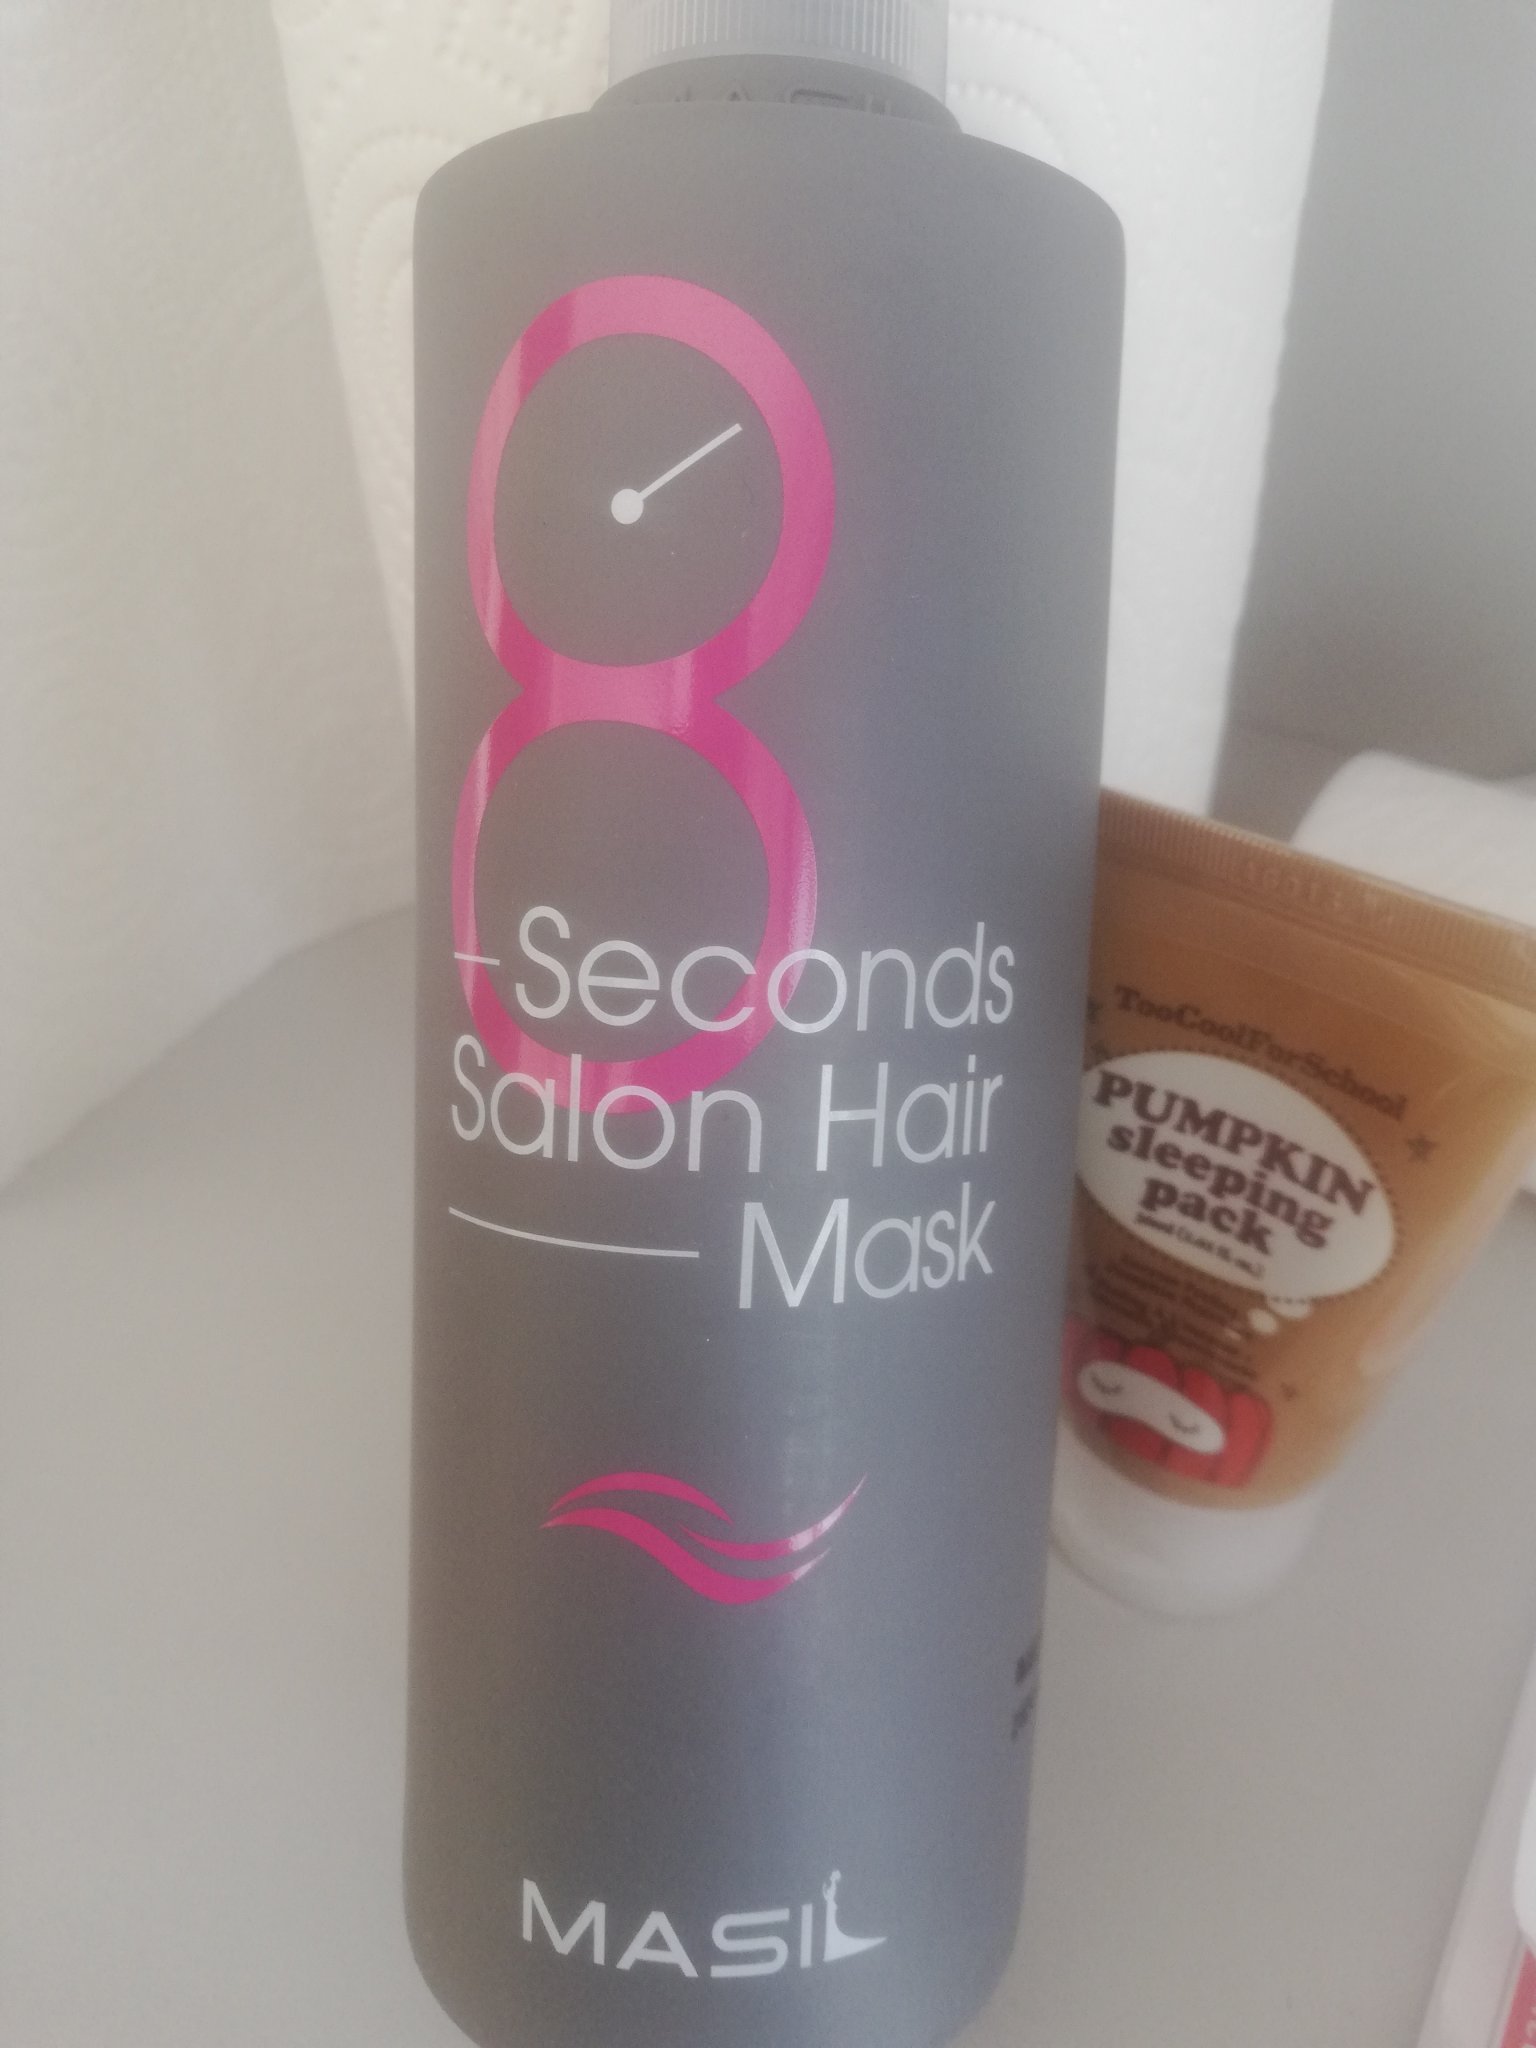 8
Seconds
Salon Hair
Mask
MASIL
TooCoolForSchool
PUMPKIN
sleeping
pack